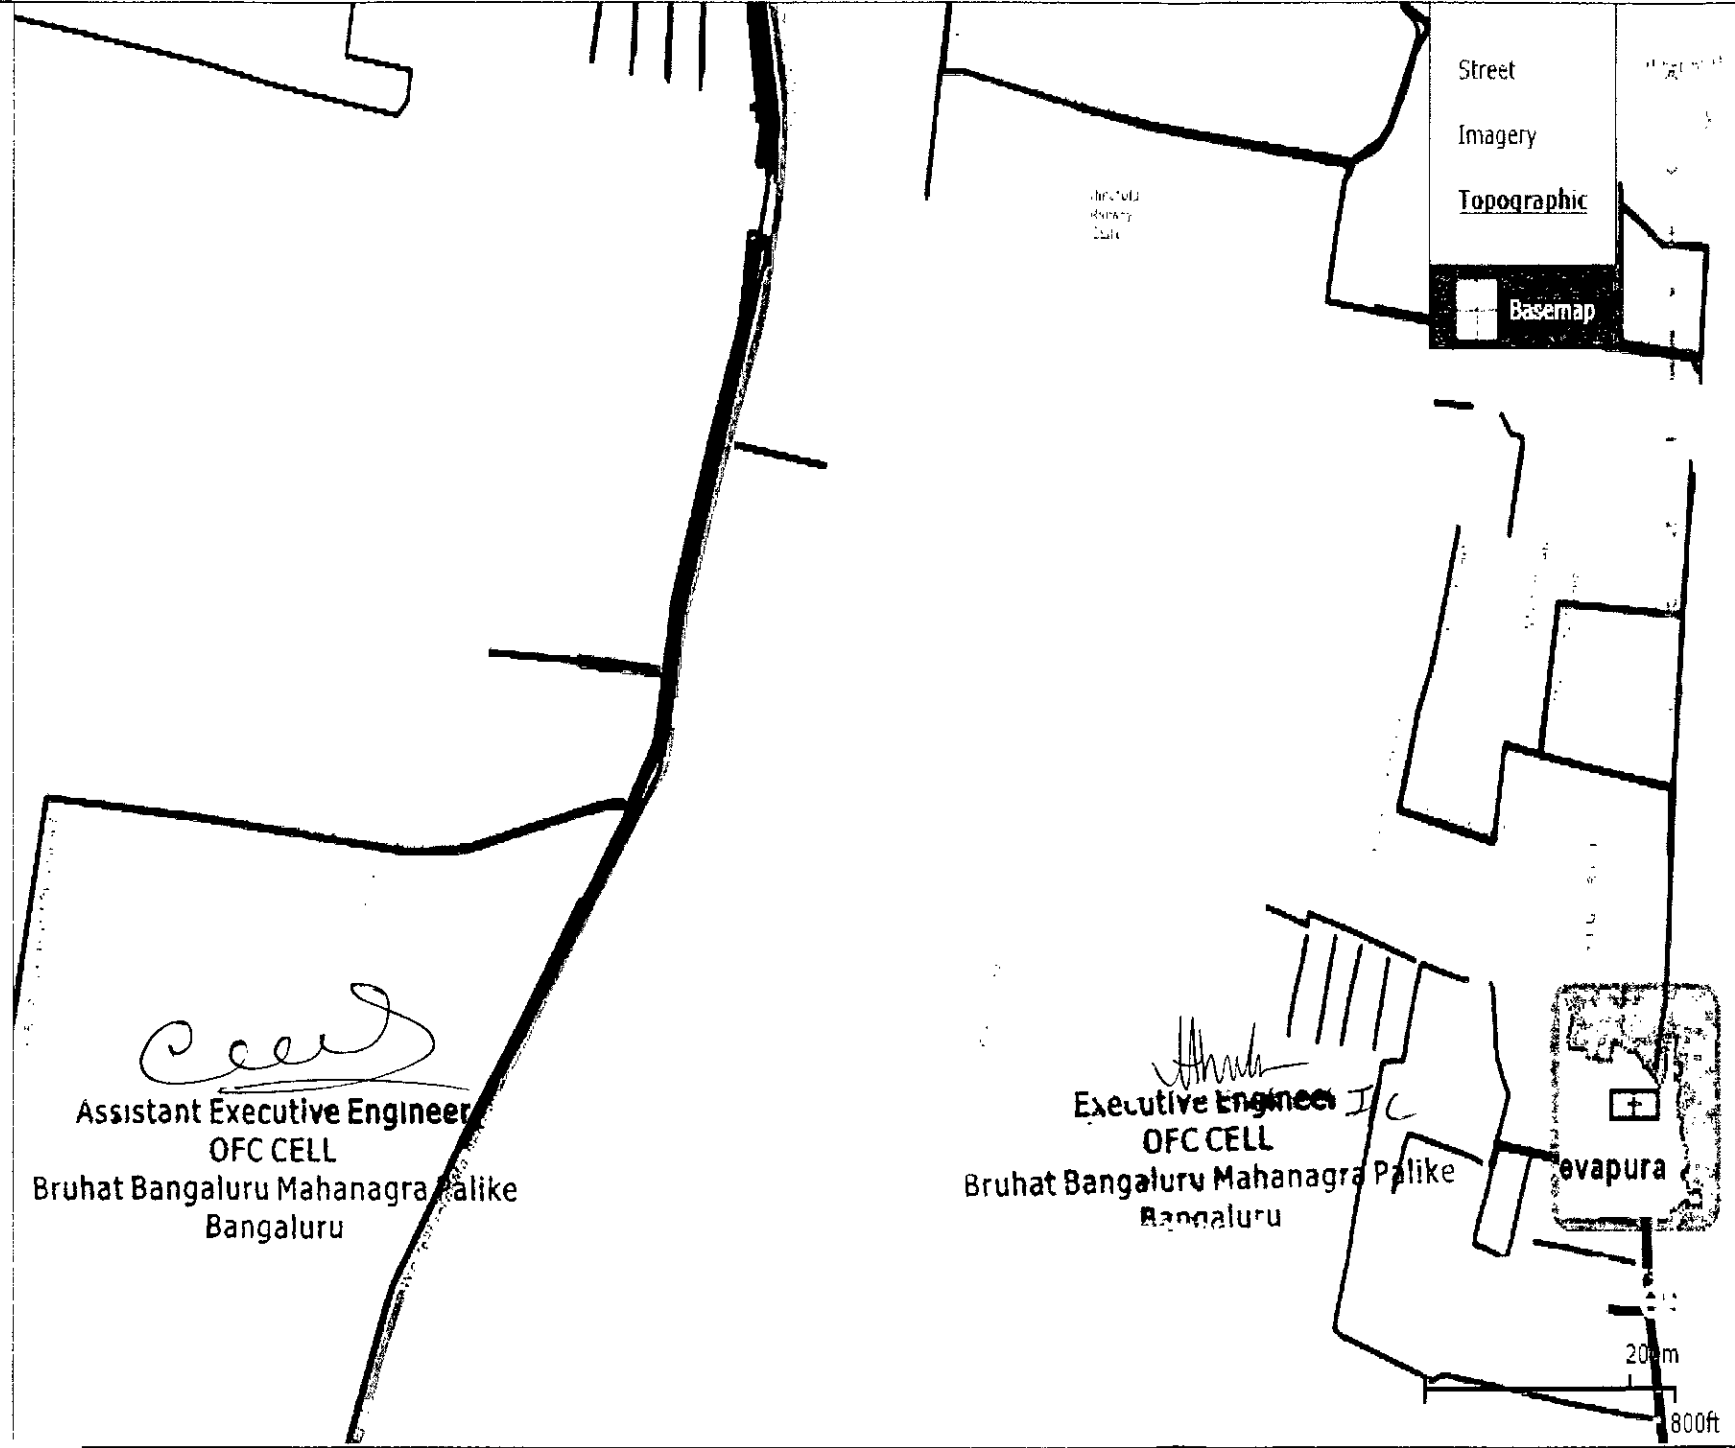 Street
Imagery
Topographic
Basemap
Assistant Executive Engineer
OFC CELL
Bruhat Bangaluru Mahanagra Palike
Bangaluru
Executive Engineer I/C
OFC CELL
Bruhat Bangaluru Mahanagra Palike
Bangaluru
evapura
200m
800ft